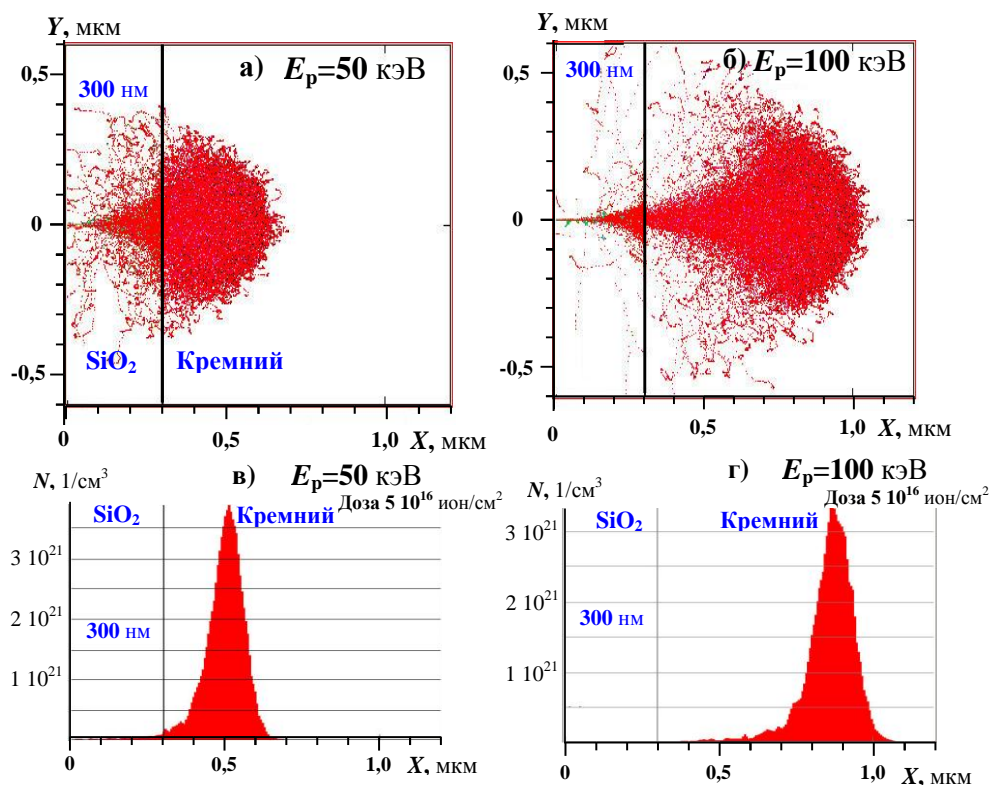 Y, мкм
а) Eр=50 кэВ
0,5
300 нм
0
-0,5
SiO2 Кремний
0 0,5 1,0 X, мкм
б) Eр=100 кэВ
0,5
300 нм
0
-0,5
0 0,5 1,0 X, мкм
в) Eр=50 кэВ
N, 1/см³
Доза 5 10¹⁶ ион/см²
SiO2 Кремний
3 10²¹
2 10²¹
300 нм
1 10²¹
0 0,5 1,0 X, мкм
г) Eр=100 кэВ
N, 1/см³
Доза 5 10¹⁶ ион/см²
SiO2 Кремний
3 10²¹
2 10²¹
300 нм
1 10²¹
0 0,5 1,0
X, мкм